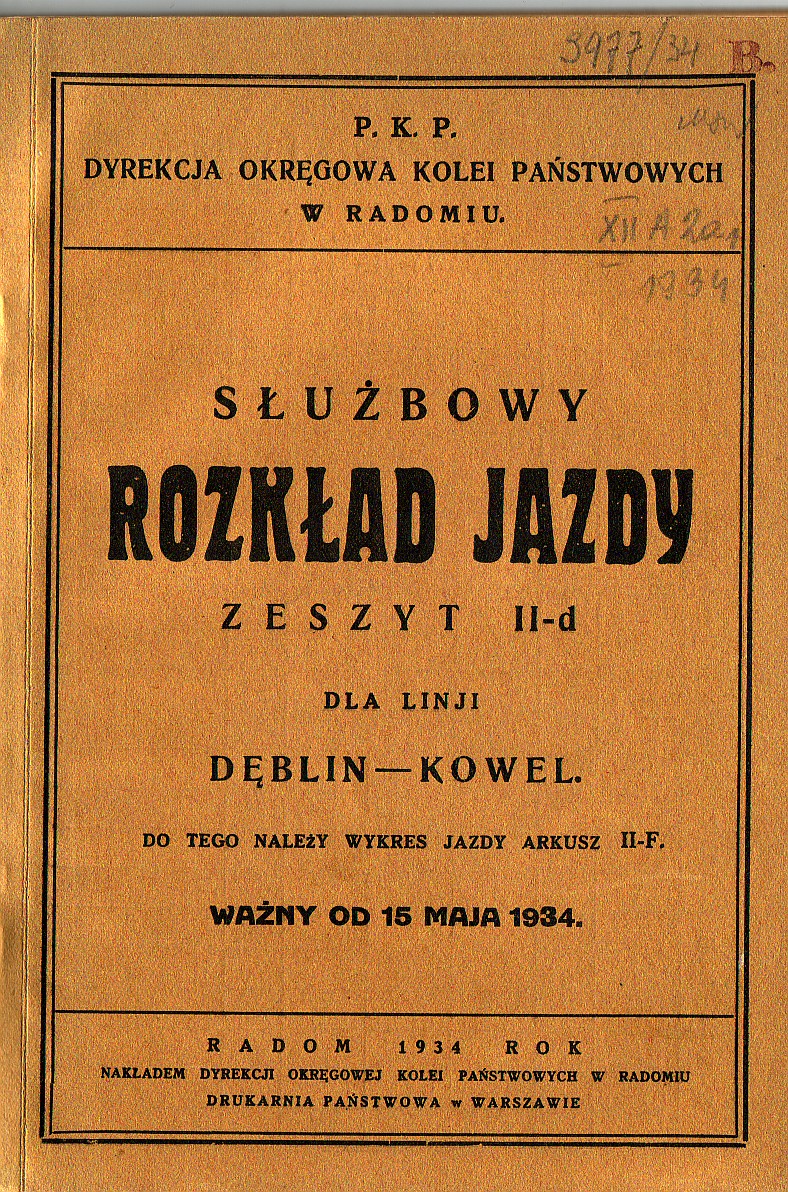 3977/34 B.
P. K. P.
DYREKCJA OKRĘGOWA KOLEI PAŃSTWOWYCH
W RADOMIU.
XII A 2a,
1934
SŁUŻBOWY
ROZKŁAD JAZDY
ZESZYT II-d
DLA LINJI
DĘBLIN—KOWEL.
DO TEGO NALEŻY WYKRES JAZDY ARKUSZ II-F.
WAŻNY OD 15 MAJA 1934.
RADOM 1934 ROK
NAKŁADEM DYREKCJI OKRĘGOWEJ KOLEI PAŃSTWOWYCH W RADOMIU
DRUKARNIA PAŃSTWOWA w WARSZAWIE